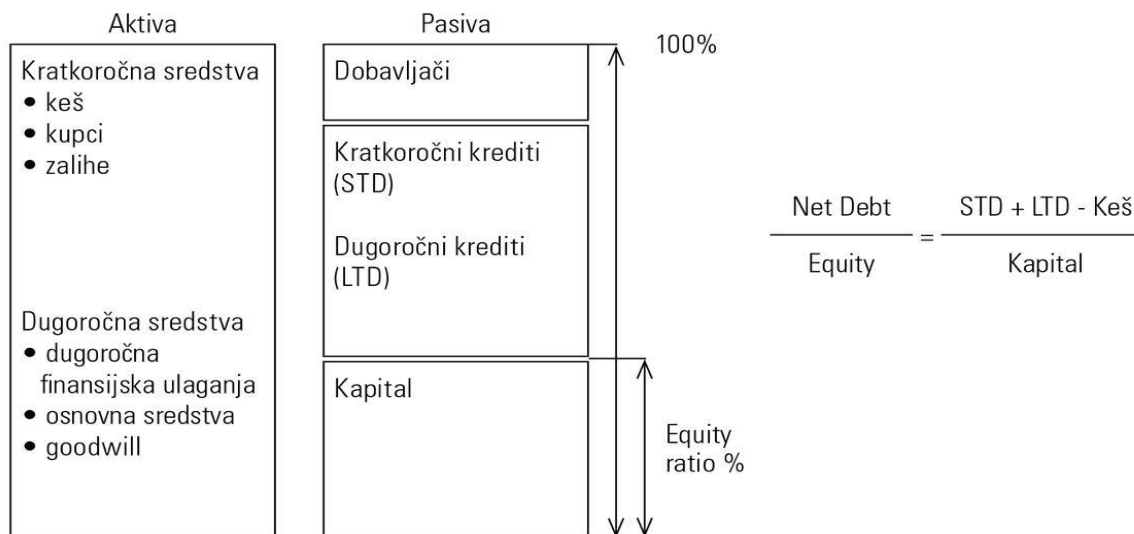 Aktiva
Kratkoročna sredstva
• keš
• kupci
• zalihe
Dugoročna sredstva
• dugoročna
finansijska ulaganja
• osnovna sredstva
• goodwill
Pasiva
Dobavljači
Kratkoročni krediti
(STD)
Dugoročni krediti
(LTD)
Kapital
100%
Equity
ratio %
Net Debt
Equity
=
STD + LTD - Keš
Kapital